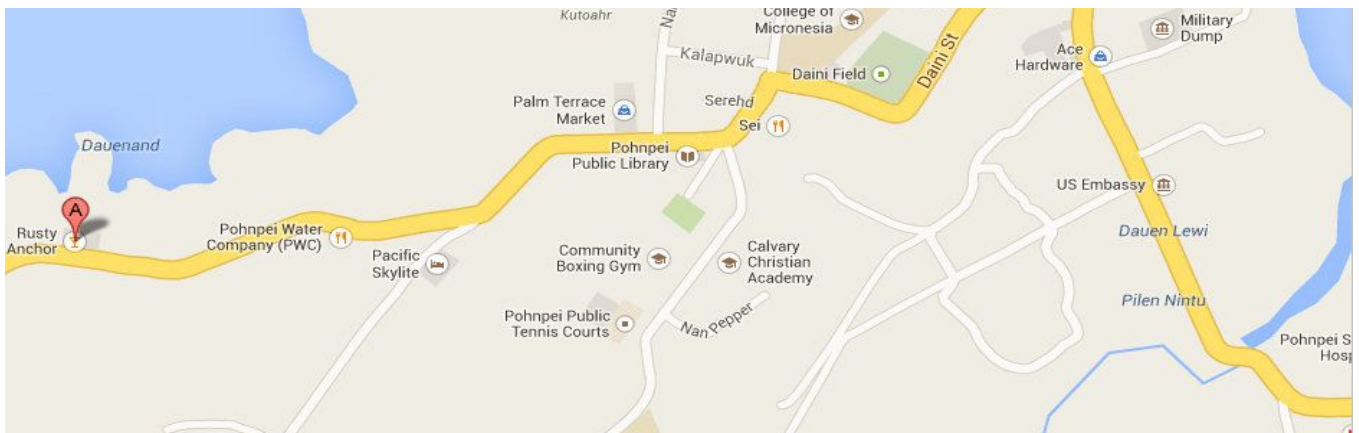 Kutoahr
Na
College of
Micronesia
Military
Dump
Kalapwuk
Ace
Hardware
Daini Field
Daini St
Palm Terrace
Market
Serehd
Sei
Dauenand
Pohnpei
Public Library
US Embassy
A
Rusty
Anchor
Pohnpei Water
Company (PWC)
Pacific
Skylite
Community
Boxing Gym
Calvary
Christian
Academy
Dauen Lewi
Pilen Nintu
Pohnpei Public
Tennis Courts
Nan Pepper
Pohnpei S
Hosp